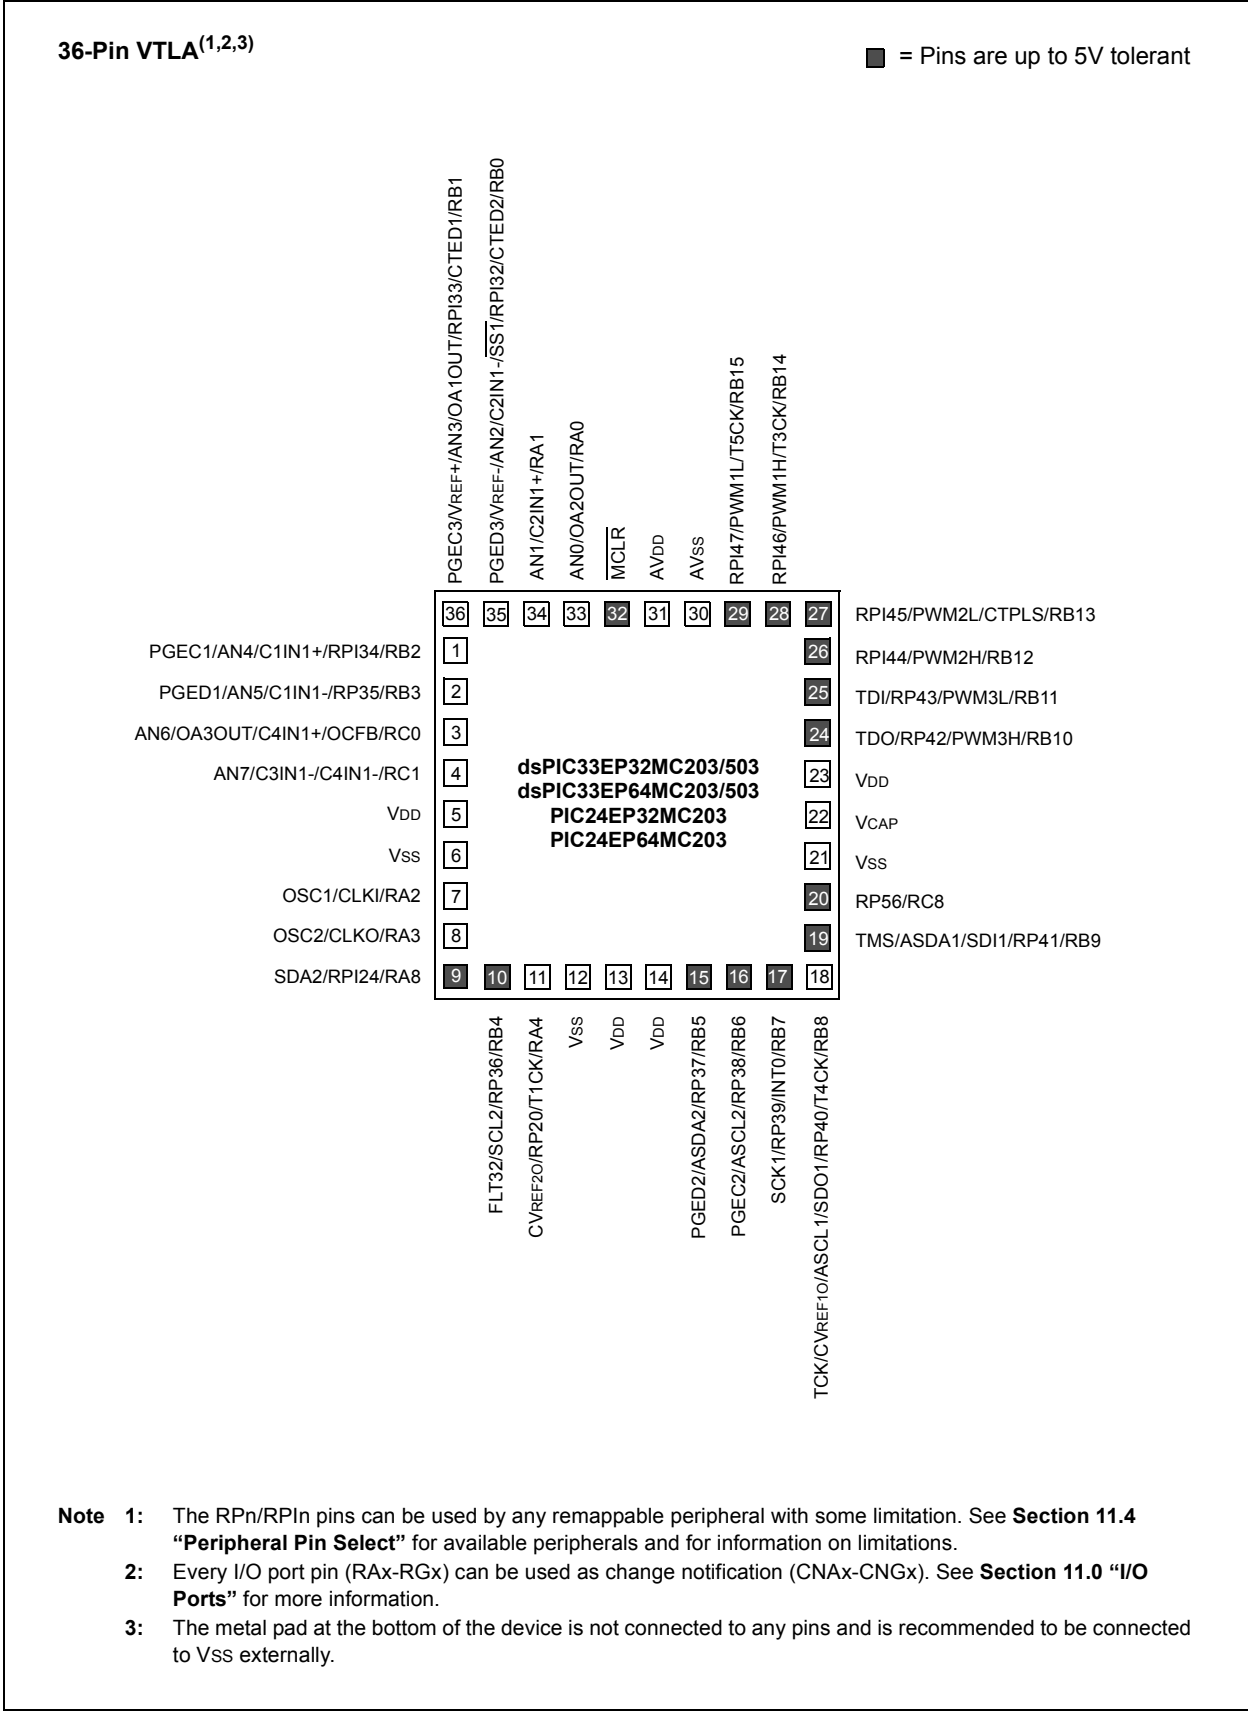 36-Pin VTLA(1,2,3)
= Pins are up to 5V tolerant
PGEC3/VREF+/AN3/OA1OUT/RPI33/CTED1/RB1
PGED3/VREF-/AN2/C2IN1-/SS1/RPI32/CTED2/RB0
AN1/C2IN1+/RA1
AN0/OA2OUT/RA0
MCLR
AVDD
AVSS
RPI47/PWM1L/T5CK/RB15
RPI46/PWM1H/T3CK/RB14
36 35 34 33 32 31 30 29 28 27 RPI45/PWM2L/CTPLS/RB13
PGEC1/AN4/C1IN1+/RPI34/RB2 1
26 RPI44/PWM2H/RB12
PGED1/AN5/C1IN1-/RP35/RB3 2
25 TDI/RP43/PWM3L/RB11
AN6/OA3OUT/C4IN1+/OCFB/RC0 3
24 TDO/RP42/PWM3H/RB10
AN7/C3IN1-/C4IN1-/RC1 4
23 VDD
VDD 5
22 VCAP
VSS 6
21 VSS
OSC1/CLKI/RA2 7
20 RP56/RC8
OSC2/CLKO/RA3 8
19 TMS/ASDA1/SDI1/RP41/RB9
dsPIC33EP32MC203/503
dsPIC33EP64MC203/503
PIC24EP32MC203
PIC24EP64MC203
SDA2/RPI24/RA8 9 10 11 12 13 14 15 16 17 18
FLT32/SCL2/RP36/RB4
CVREF2O/RP20/T1CK/RA4
VSS
VDD
VDD
PGED2/ASDA2/RP37/RB5
PGEC2/ASCL2/RP38/RB6
SCK1/RP39/INT0/RB7
TCK/CVREF1O/ASCL1/SDO1/RP40/T4CK/RB8
Note 1: The RPn/RPIn pins can be used by any remappable peripheral with some limitation. See Section 11.4
“Peripheral Pin Select” for available peripherals and for information on limitations.
2: Every I/O port pin (RAx-RGx) can be used as change notification (CNAx-CNGx). See Section 11.0 “I/O
Ports” for more information.
3: The metal pad at the bottom of the device is not connected to any pins and is recommended to be connected
to VSS externally.